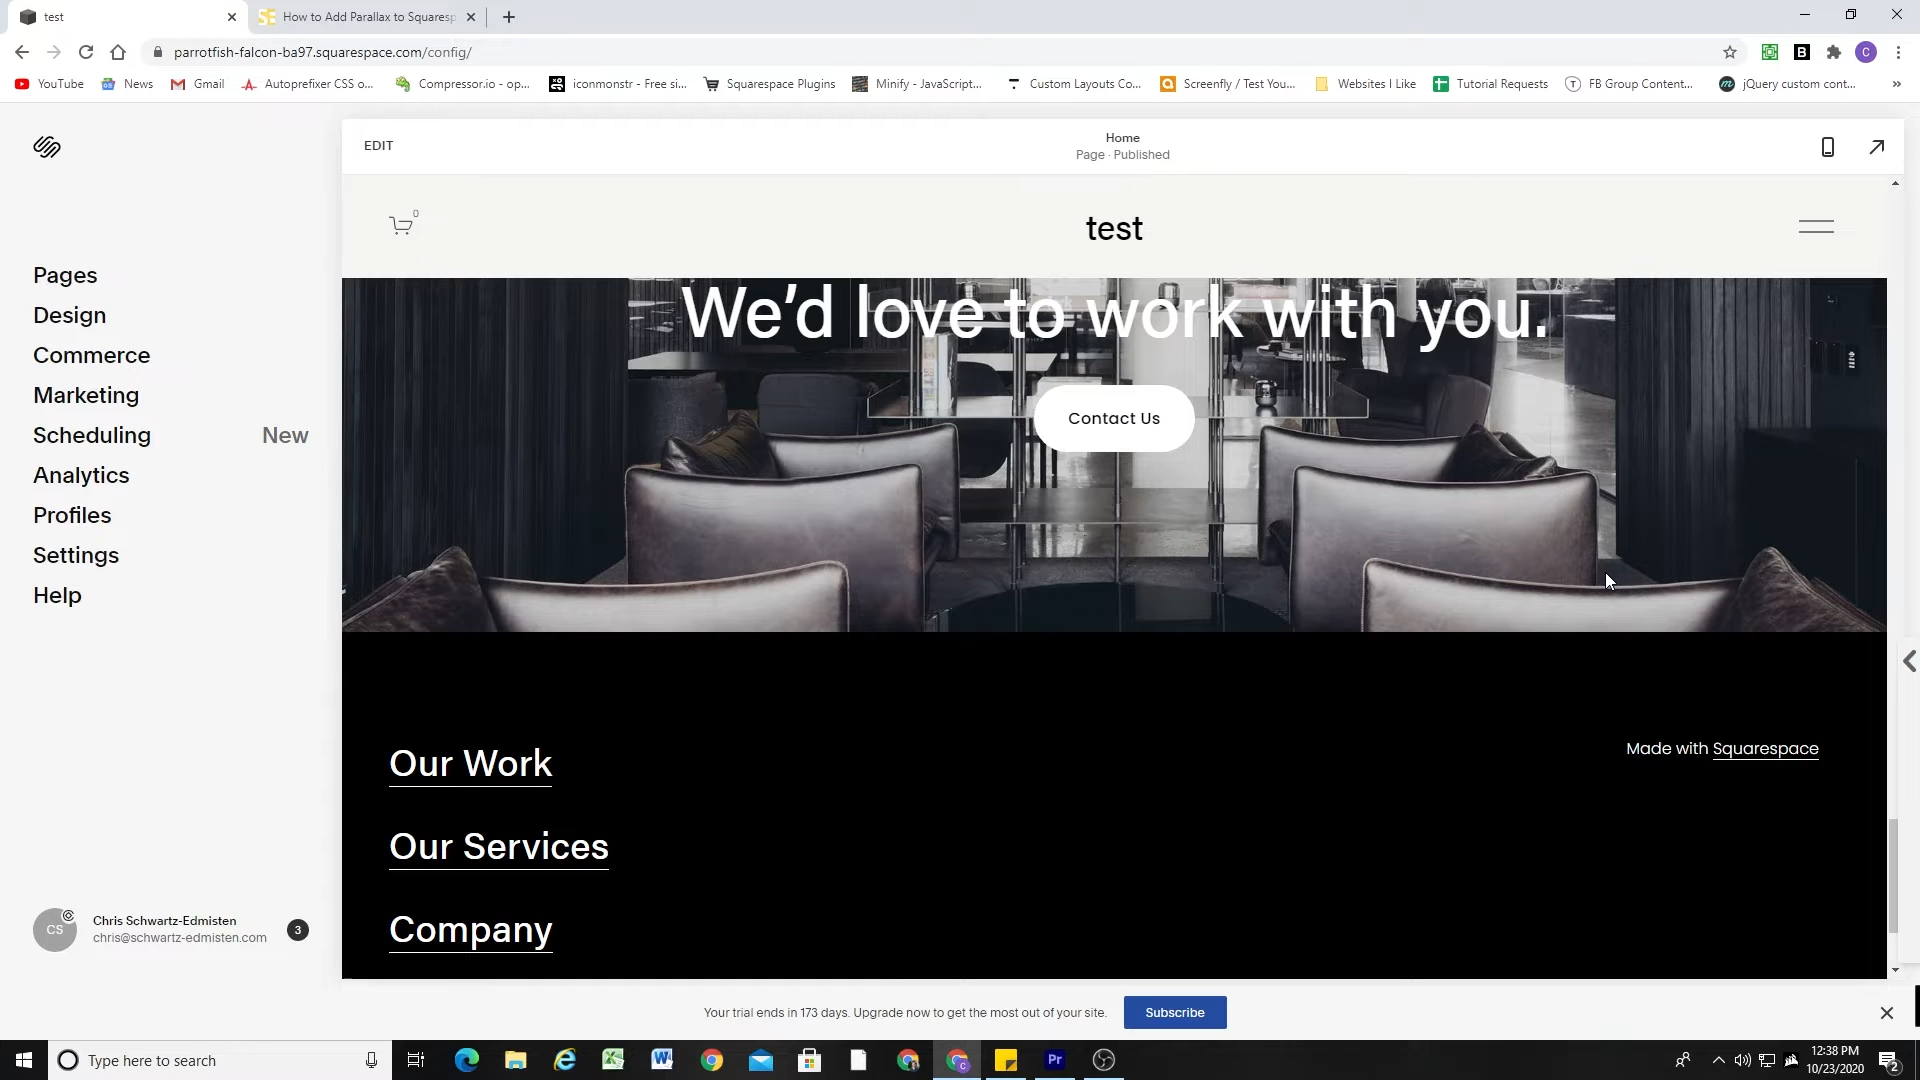 test
How to Add Parallax to Squaresp
parrotfish-falcon-ba97.squarespace.com/config/
C
YouTube
News
Gmail
Autoprefixer CSS o...
Compressor.io - op...
iconmonstr - Free si...
Squarespace Plugins
Minify - JavaScript...
Custom Layouts Co...
Screenfly / Test You...
Websites I Like
Tutorial Requests
FB Group Content...
jQuery custom cont...
»
EDIT
Home
Page · Published
0
test
We’d love to work with you.
Contact Us
Pages
Design
Commerce
Marketing
Scheduling New
Analytics
Profiles
Settings
Help
Our Work
Made with Squarespace
Our Services
Company
CS
Chris Schwartz-Edmisten
chris@schwartz-edmisten.com
3
Your trial ends in 173 days. Upgrade now to get the most out of your site.
Subscribe
Type here to search
Pr
12:38 PM
10/23/2020
2